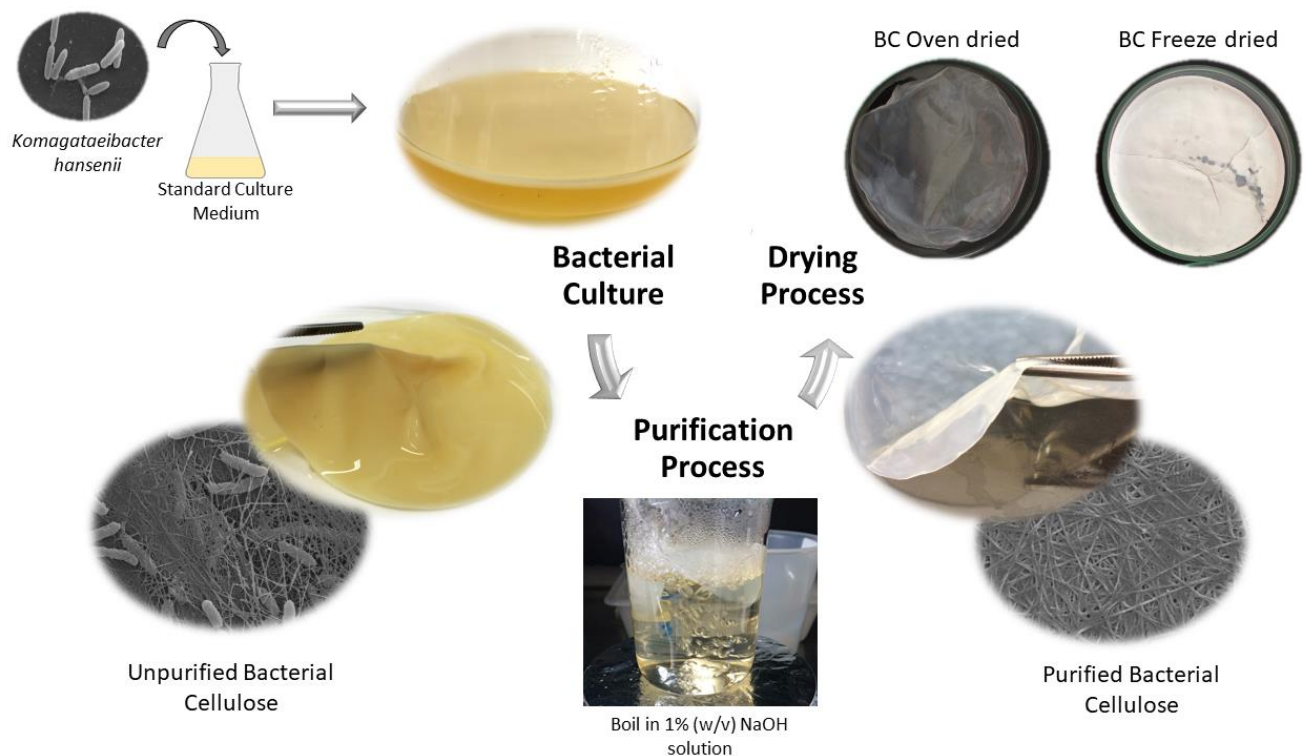 Komagataeibacter
hansenii
Standard Culture
Medium
BC Oven dried
BC Freeze dried
Bacterial
Culture
Drying
Process
Purification
Process
Unpurified Bacterial
Cellulose
Boil in 1% (w/v) NaOH
solution
Purified Bacterial
Cellulose